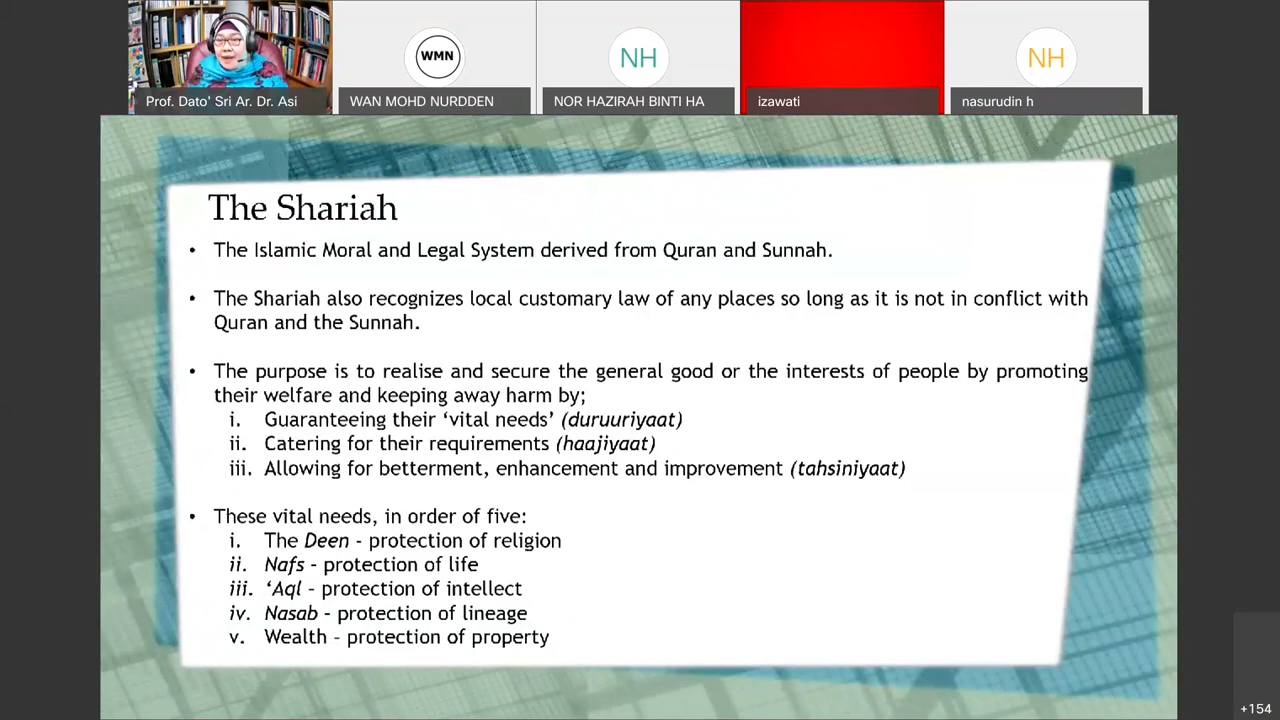 WMN
NH
NH
Prof. Dato' Sri Ar. Dr. Asi
WAN MOHD NURDDEN
NOR HAZIRAH BINTI HA
izawati
nasurudin h
The Shariah
• The Islamic Moral and Legal System derived from Quran and Sunnah.
• The Shariah also recognizes local customary law of any places so long as it is not in conflict with
Quran and the Sunnah.
• The purpose is to realise and secure the general good or the interests of people by promoting
their welfare and keeping away harm by;
i. Guaranteeing their ‘vital needs’ (duruuriyaat)
ii. Catering for their requirements (haajiyaat)
iii. Allowing for betterment, enhancement and improvement (tahsiniyaat)
• These vital needs, in order of five:
i. The Deen - protection of religion
ii. Nafs – protection of life
iii. ‘Aql – protection of intellect
iv. Nasab – protection of lineage
v. Wealth – protection of property
+154